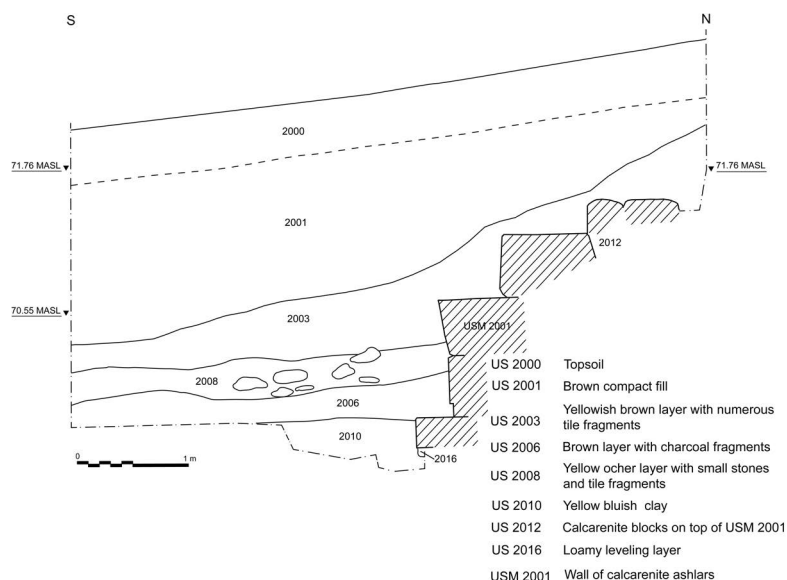 S
N
2000
71.76 MASL
71.76 MASL
2001
2012
70.55 MASL
2003
USM 2001
2008
2006
2010
2016
0
1 m
US 2000 Topsoil
US 2001 Brown compact fill
US 2003 Yellowish brown layer with numerous
tile fragments
US 2006 Brown layer with charcoal fragments
US 2008 Yellow ocher layer with small stones
and tile fragments
US 2010 Yellow bluish clay
US 2012 Calcarenite blocks on top of USM 2001
US 2016 Loamy leveling layer
USM 2001 Wall of calcarenite ashlars